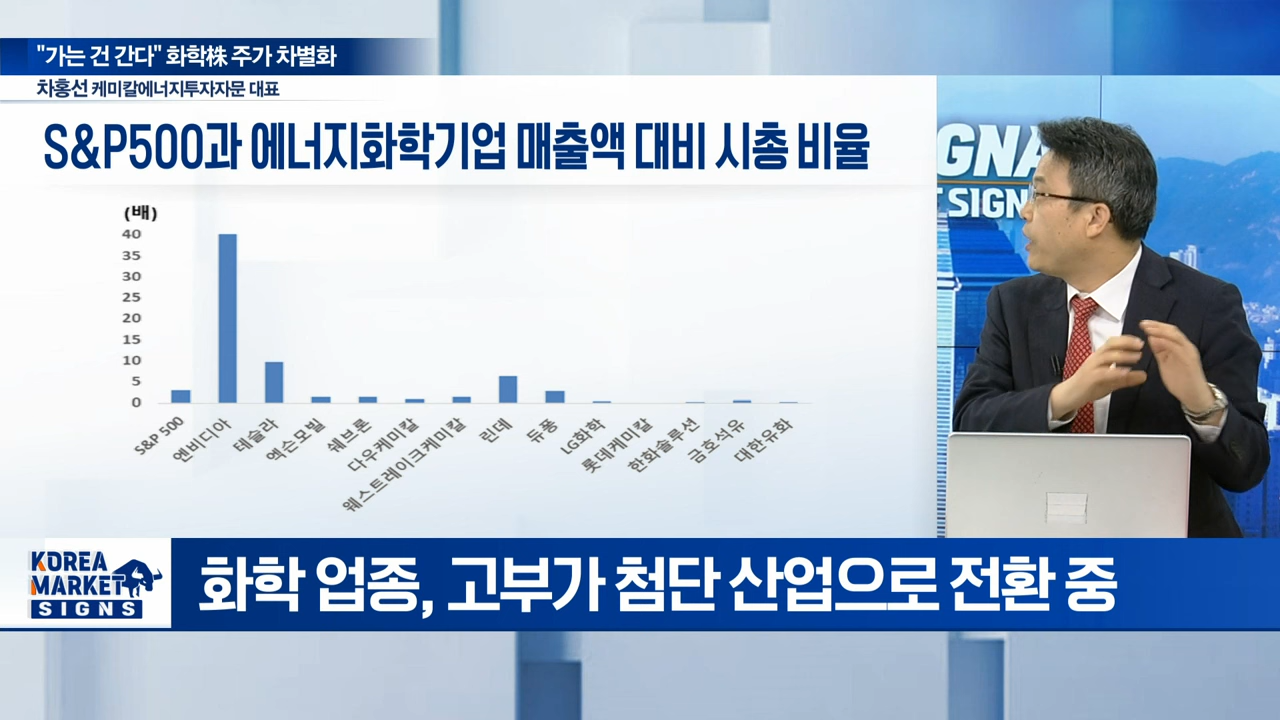 "가는 건 간다" 화학株 주가 차별화
차홍선 케미칼에너지투자자문 대표
S&P500과 에너지화학기업 매출액 대비 시총 비율
(배)
40
35
30
25
20
15
10
5
0
S&P 500
엔비디아
테슬라
엑슨모빌
쉐브론
다우케미칼
웨스트레이크케미칼
린데
듀퐁
LG화학
롯데케미칼
한화솔루션
금호석유
대한유화
GNA
T SIGN
KOREA
MARKET
SIGNS
화학 업종, 고부가 첨단 산업으로 전환 중